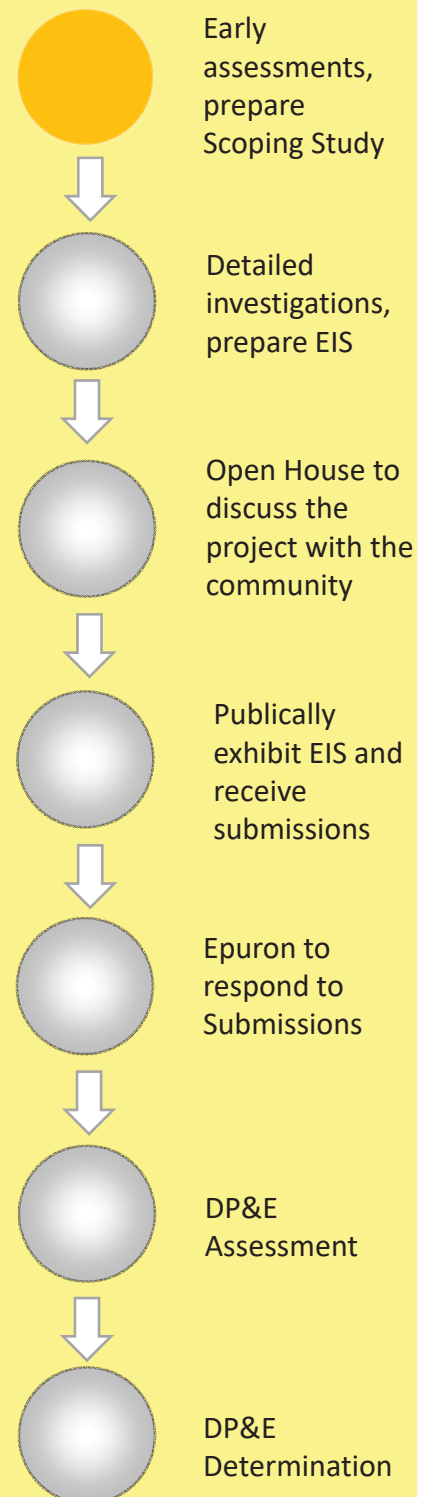 Early
assessments,
prepare
Scoping Study
Detailed
investigations,
prepare EIS
Open House to
discuss the
project with the
community
Publically
exhibit EIS and
receive
submissions
Epuron to
respond to
Submissions
DP&E
Assessment
DP&E
Determination